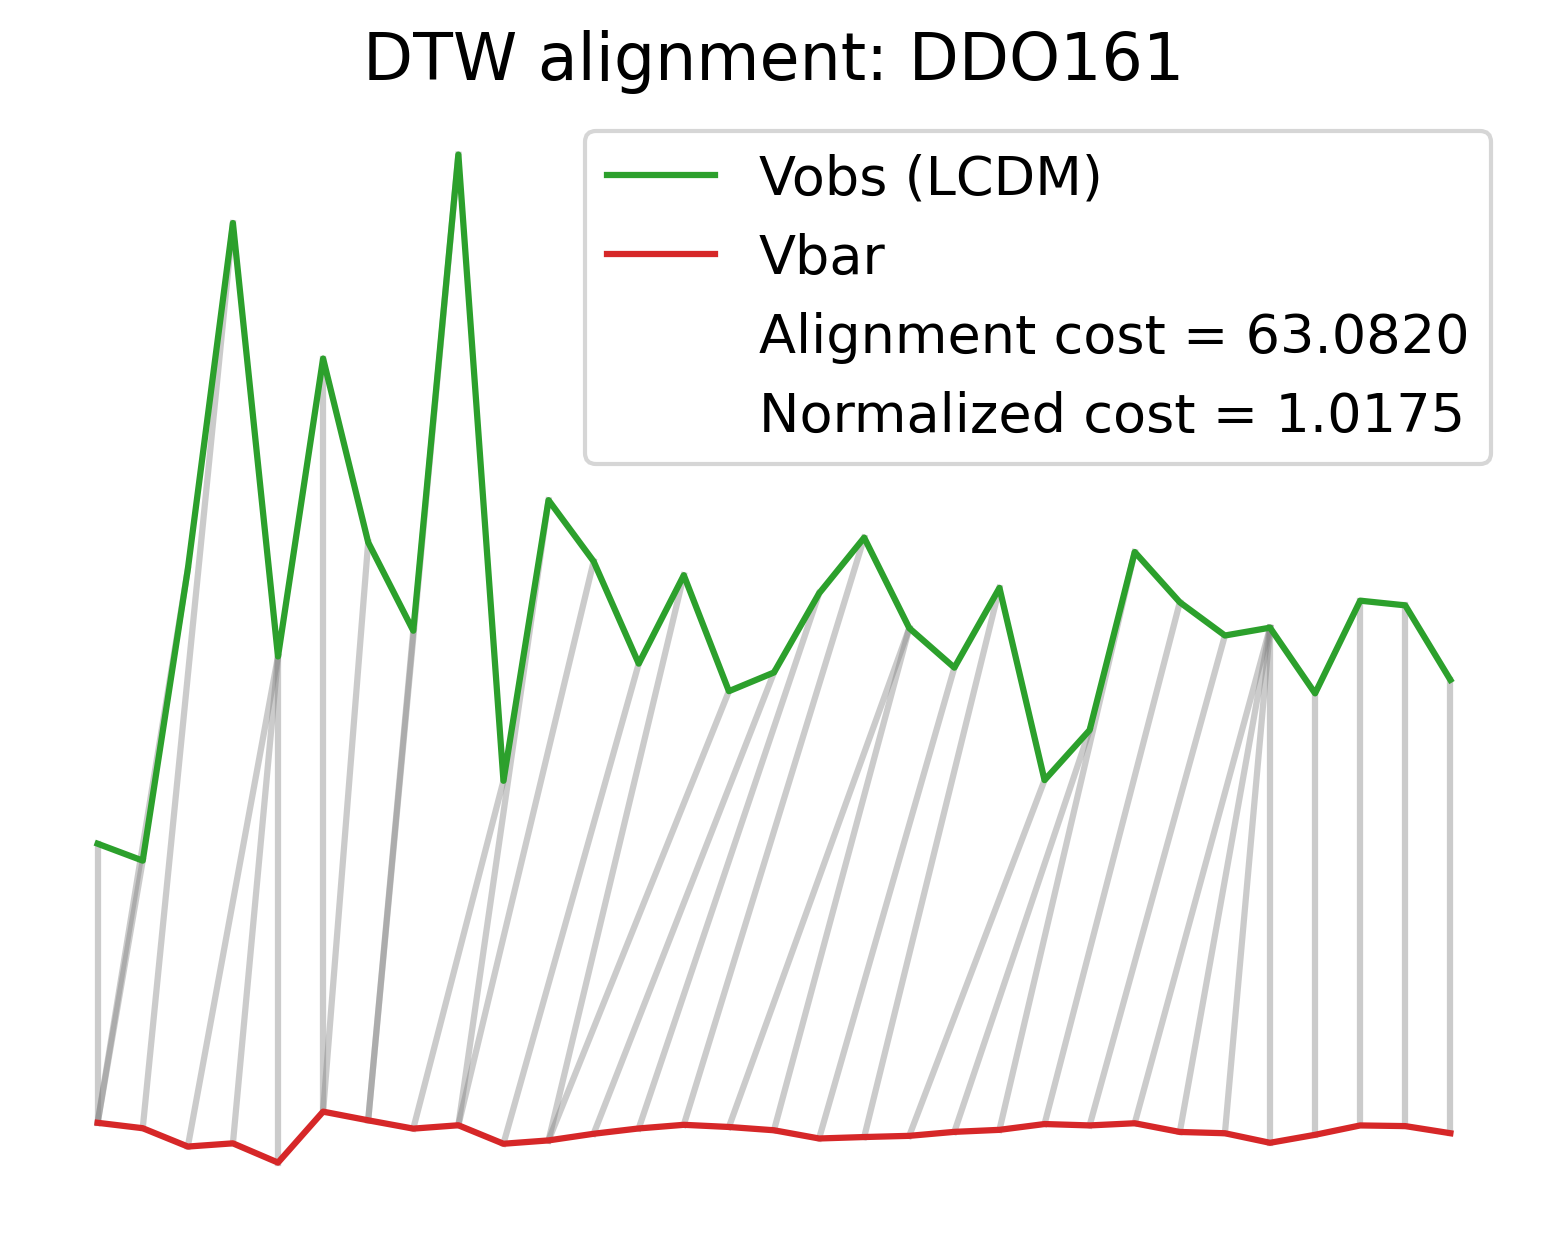 DTW alignment: DDO161
Vobs (LCDM)
Vbar
Alignment cost = 63.0820
Normalized cost = 1.0175